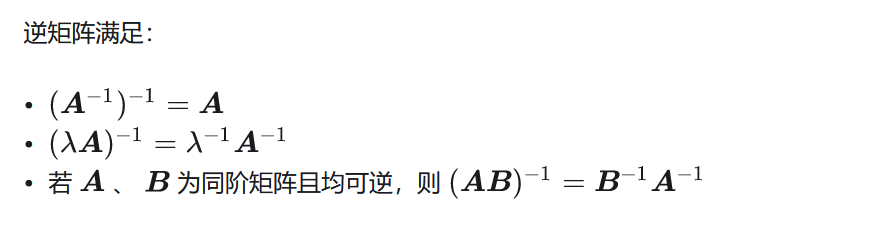 逆矩阵满足：
• (A⁻¹)⁻¹ = A
• (λA)⁻¹ = λ⁻¹A⁻¹
• 若 A 、 B 为同阶矩阵且均可逆，则 (AB)⁻¹ = B⁻¹A⁻¹